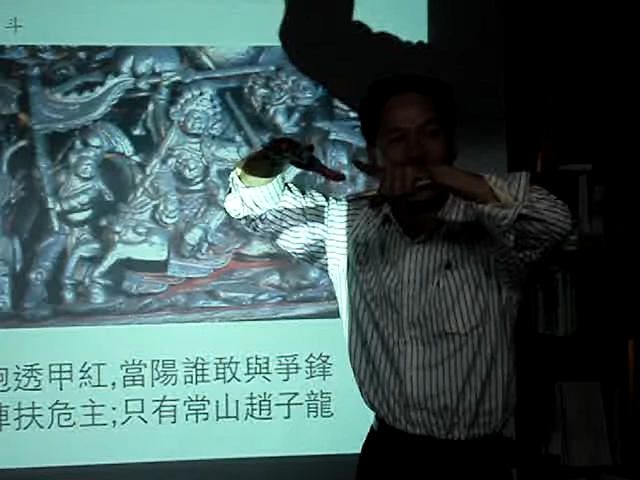 斗
透甲紅,當陽誰敢與爭鋒
扶危主;只有常山趙子龍